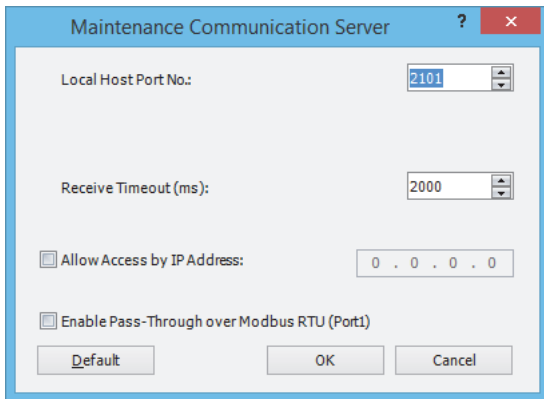 Maintenance Communication Server ? ×
Local Host Port No.: 2101
Receive Timeout (ms): 2000
Allow Access by IP Address: 0 . 0 . 0 . 0
Enable Pass-Through over Modbus RTU (Port1)
Default OK Cancel